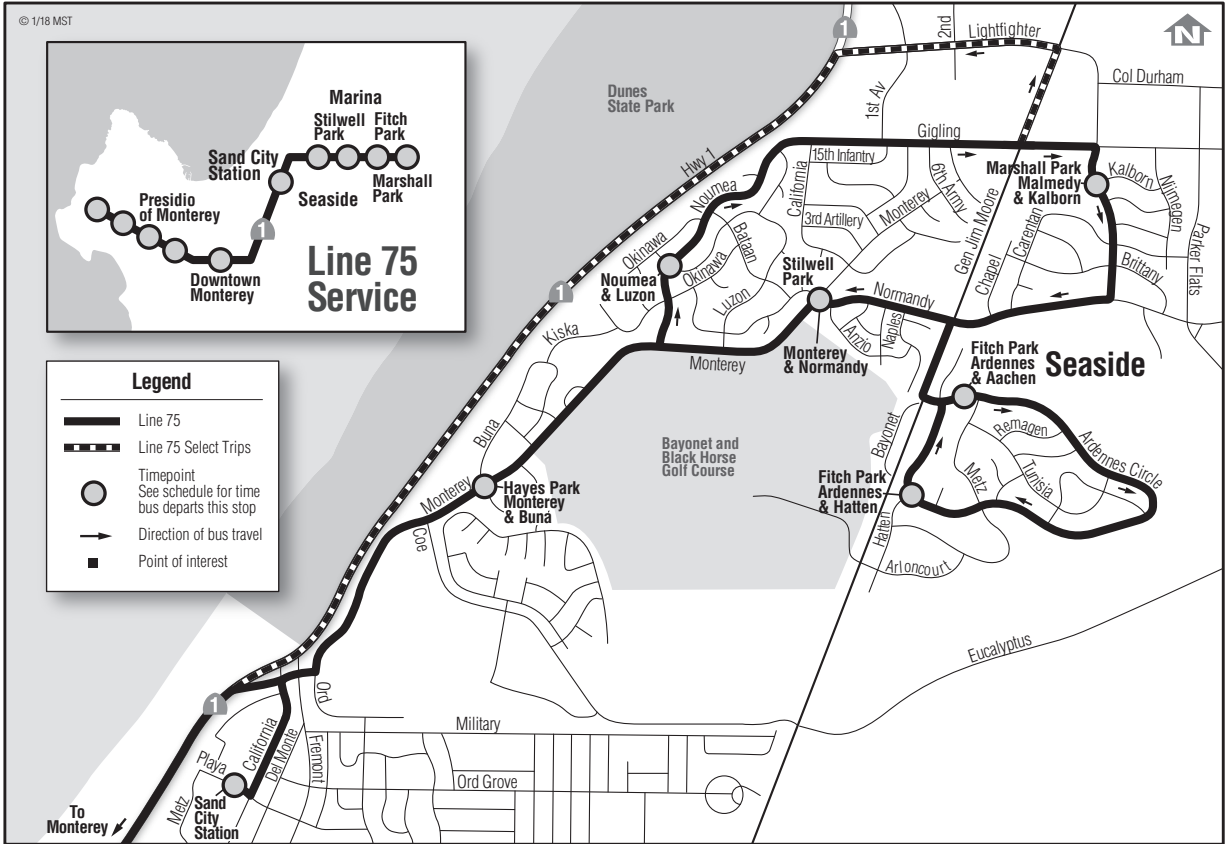 © 1/18 MST
N
Marina
Stilwell
Park
Fitch
Park
Sand City
Station
Marshall
Park
Seaside
Presidio
of Monterey
1
Downtown
Monterey
Line 75
Service
Legend
Line 75
Line 75 Select Trips
Timepoint
See schedule for time
bus departs this stop
Direction of bus travel
Point of interest
1
2nd
Lightfighter
Col Durham
Dunes
State Park
1st Av
Gigling
Hwy 1
15th Infantry
Marshall Park
Malmedy
& Kalborn
Kalborn
Nijmegen
Noumea
California
6th Army
Monterey
3rd Artillery
Gen Jim Moore
Carentan
Chapel
Parker Flats
Brittany
Okinawa
Okinawa
Bataan
Noumea
& Luzon
Luzon
Stilwell
Park
Normandy
1
Kiska
Anzio
Naples
Monterey
Monterey
& Normandy
Fitch Park
Ardennes
& Aachen
Seaside
Buna
Bayonet and
Black Horse
Golf Course
Bayonet
Remagen
Ardennes Circle
Metz
Tunisia
Fitch Park
Ardennes
& Hatten
Monterey
Hayes Park
Monterey
& Buna
Coe
Hatten
Arloncourt
Eucalyptus
Ord
1
Military
California
Del Monte
Fremont
Playa
Ord Grove
Metz
Sand
City
Station
To
Monterey